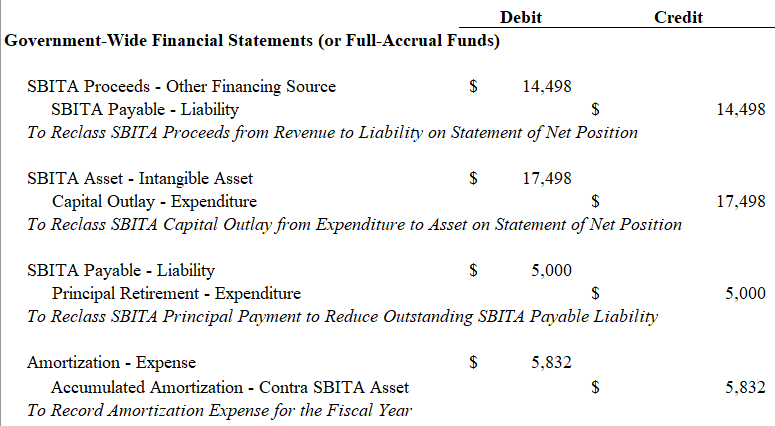 Debit Credit
Government-Wide Financial Statements (or Full-Accrual Funds)
SBITA Proceeds - Other Financing Source $ 14,498
SBITA Payable - Liability $ 14,498
To Reclass SBITA Proceeds from Revenue to Liability on Statement of Net Position
SBITA Asset - Intangible Asset $ 17,498
Capital Outlay - Expenditure $ 17,498
To Reclass SBITA Capital Outlay from Expenditure to Asset on Statement of Net Position
SBITA Payable - Liability $ 5,000
Principal Retirement - Expenditure $ 5,000
To Reclass SBITA Principal Payment to Reduce Outstanding SBITA Payable Liability
Amortization - Expense $ 5,832
Accumulated Amortization - Contra SBITA Asset $ 5,832
To Record Amortization Expense for the Fiscal Year